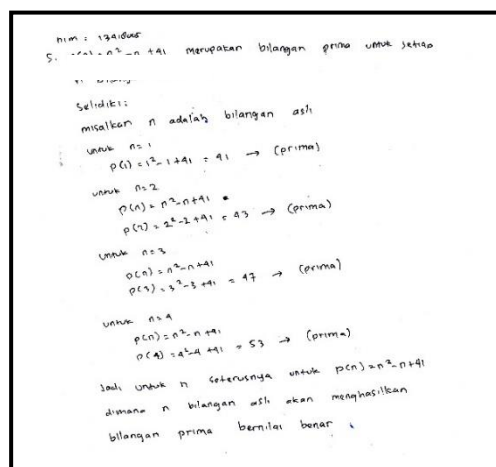 nim : 
5. n² - n + 41 merupakan bilangan prima untuk setiap
Selidiki :
misalkan n adalah bilangan asli
untuk n = 1
p(1) = 1² - 1 + 41 = 41 → (prima)
untuk n = 2
p(n) = n² - n + 41
p(2) = 2² - 2 + 41 = 43 → (prima)
untuk n = 3
p(n) = n² - n + 41
p(3) = 3² - 3 + 41 = 47 → (prima)
untuk n = 4
p(n) = n² - n + 41
p(4) = 4² - 4 + 41 = 53 → (prima)
Jadi untuk n seterusnya untuk p(n) = n² - n + 41
dimana n bilangan asli akan menghasilkan
bilangan prima bernilai benar .